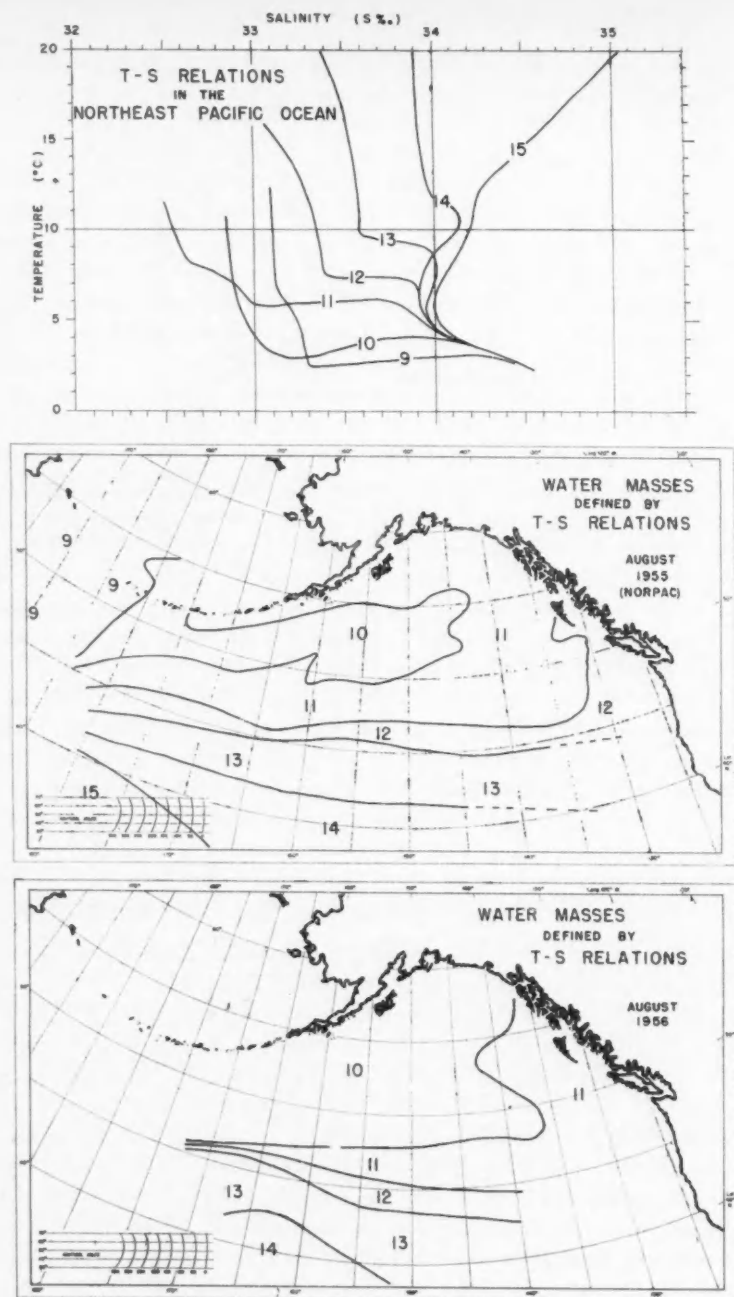 SALINITY (S ‰)
32 33 34 35
20
15
10
5
0
TEMPERATURE (°C)
T-S RELATIONS
IN THE
NORTHEAST PACIFIC OCEAN
15
14
13
12
11
10
9
WATER MASSES
DEFINED BY
T-S RELATIONS
AUGUST
1955
(NORPAC)
9
9
9
10
11
11
12
12
13
13
15
14
WATER MASSES
DEFINED BY
T-S RELATIONS
AUGUST
1956
10
11
11
12
13
13
14